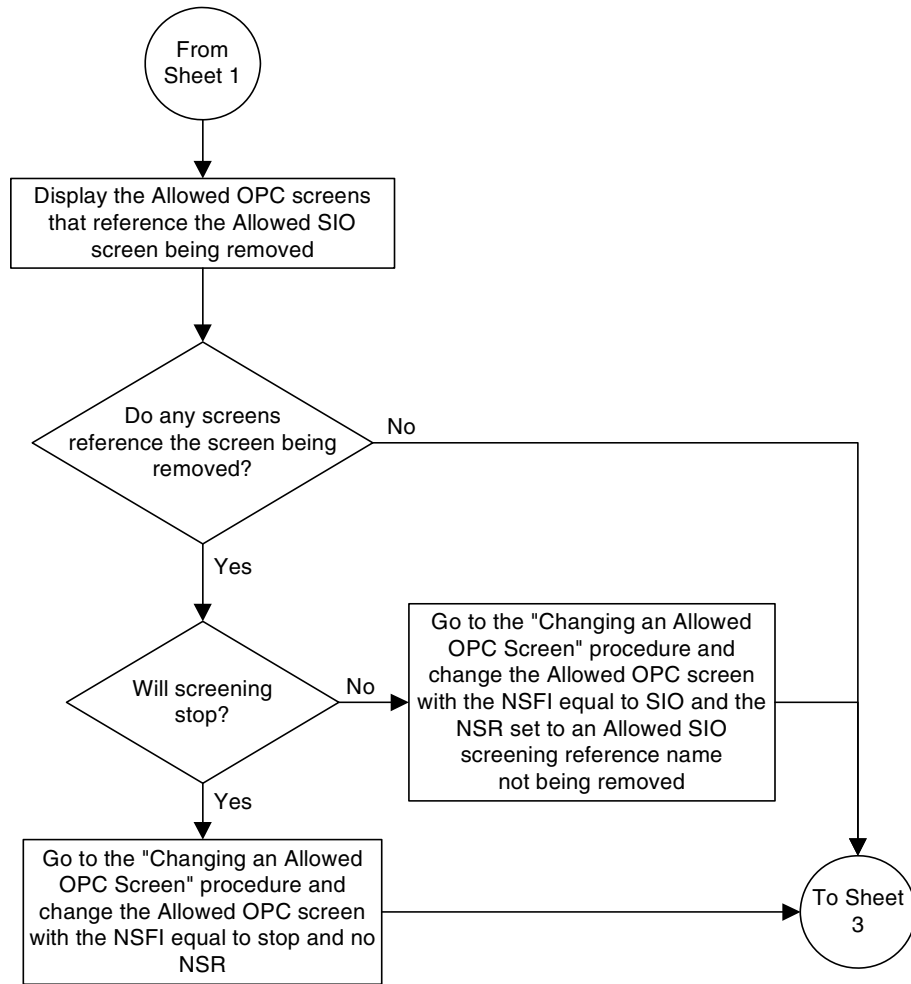 From
Sheet 1
Display the Allowed OPC screens
that reference the Allowed SIO
screen being removed
Do any screens
reference the screen being
removed?
No
Yes
Will screening
stop?
No
Go to the "Changing an Allowed
OPC Screen" procedure and
change the Allowed OPC screen
with the NSFI equal to SIO and the
NSR set to an Allowed SIO
screening reference name
not being removed
Yes
Go to the "Changing an Allowed
OPC Screen" procedure and
change the Allowed OPC screen
with the NSFI equal to stop and no
NSR
To Sheet
3